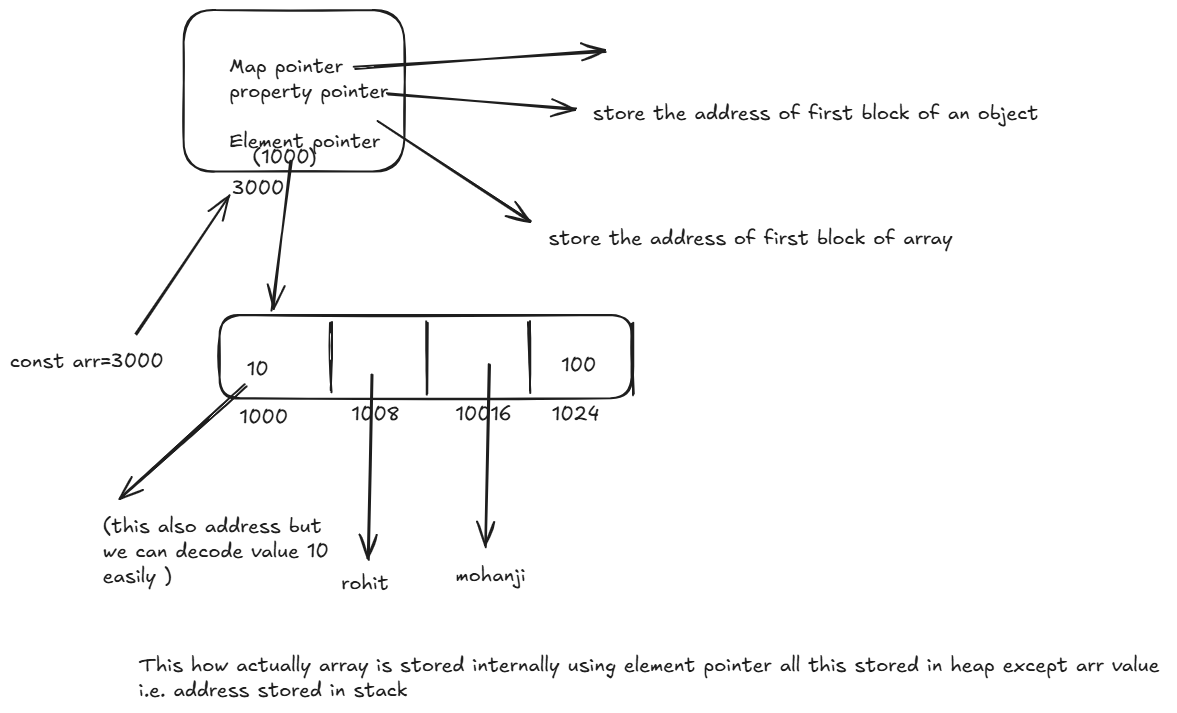 Map pointer
property pointer
store the address of first block of an object
Element pointer
(1000)
3000
store the address of first block of array
const arr=3000
10
100
1000
1008
10016
1024
(this also address but
we can decode value 10
easily )
rohit
mohanji
This how actually array is stored internally using element pointer all this stored in heap except arr value
i.e. address stored in stack